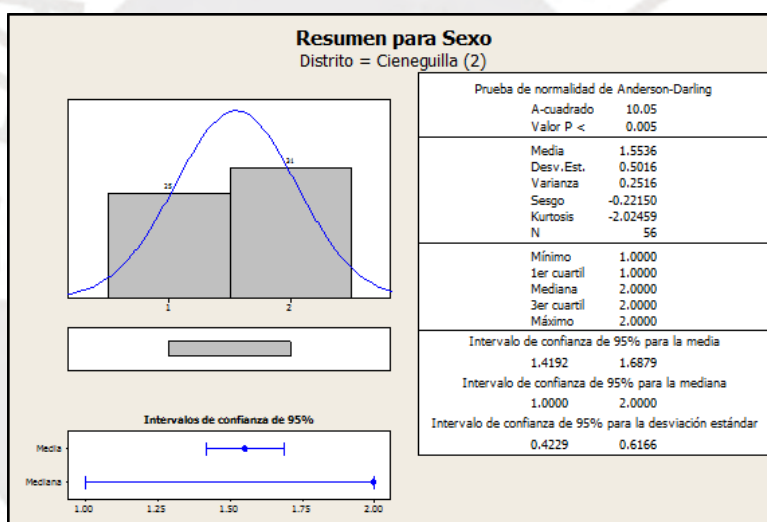 Resumen para Sexo
Distrito = Cieneguilla (2)
25
31
1
2
Intervalos de confianza de 95%
Media
Mediana
1.00 1.25 1.50 1.75 2.00
Prueba de normalidad de Anderson-Darling
A-cuadrado 10.05
Valor P < 0.005
Media 1.5536
Desv.Est. 0.5016
Varianza 0.2516
Sesgo -0.22150
Kurtosis -2.02459
N 56
Mínimo 1.0000
1er cuartil 1.0000
Mediana 2.0000
3er cuartil 2.0000
Máximo 2.0000
Intervalo de confianza de 95% para la media
1.4192 1.6879
Intervalo de confianza de 95% para la mediana
1.0000 2.0000
Intervalo de confianza de 95% para la desviación estándar
0.4229 0.6166